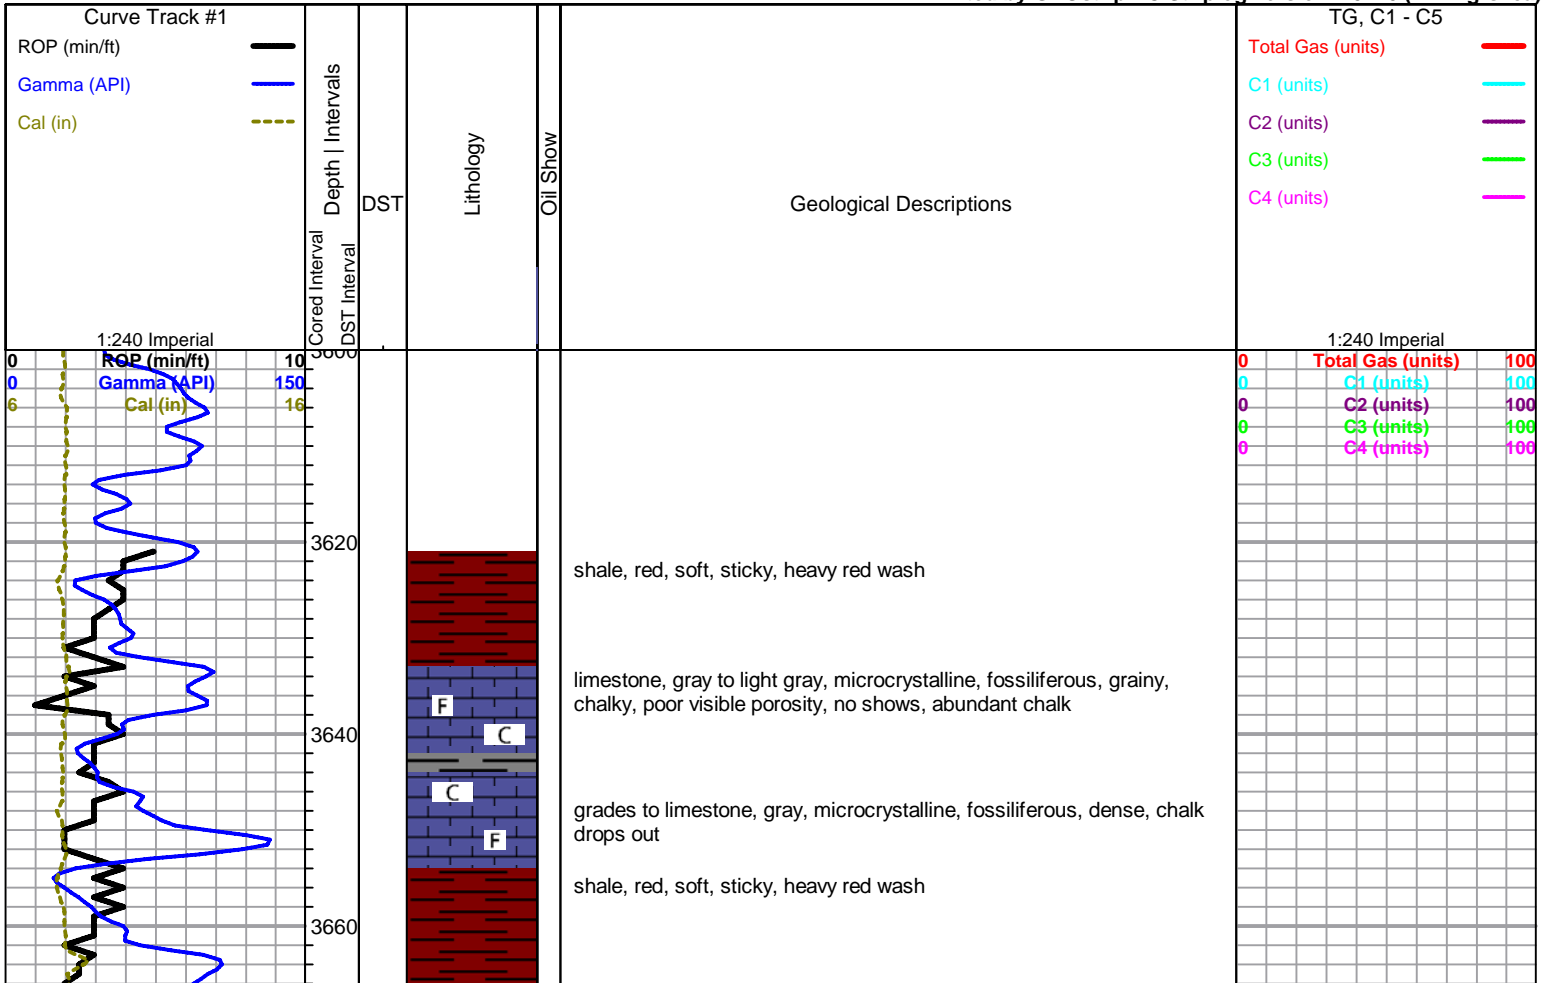 Curve Track #1
ROP (min/ft)
Gamma (API)
Cal (in)
1:240 Imperial
0 ROP (min/ft) 10
0 Gamma (API) 150
6 Cal (in) 16
Depth | Intervals
Cored Interval
DST Interval
DST
Lithology
Oil Show
Geological Descriptions
TG, C1 - C5
Total Gas (units)
C1 (units)
C2 (units)
C3 (units)
C4 (units)
1:240 Imperial
0 Total Gas (units) 100
0 C1 (units) 100
0 C2 (units) 100
0 C3 (units) 100
0 C4 (units) 100
3600
3620
shale, red, soft, sticky, heavy red wash
limestone, gray to light gray, microcrystalline, fossiliferous, grainy,
chalky, poor visible porosity, no shows, abundant chalk
F
C
3640
C
grades to limestone, gray, microcrystalline, fossiliferous, dense, chalk
drops out
F
shale, red, soft, sticky, heavy red wash
3660